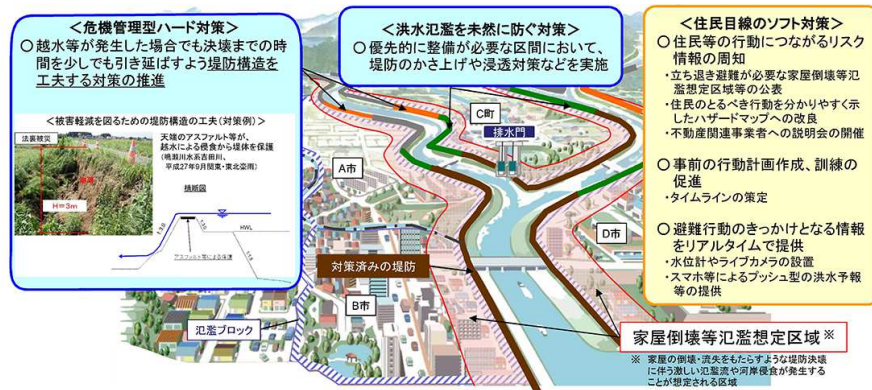 ＜危機管理型ハード対策＞
○ 越水等が発生した場合でも決壊までの時
間を少しでも引き延ばすよう堤防構造を
工夫する対策の推進
＜被害軽減を図るための堤防構造の工夫(対策例)＞
法裏被災
H=3m
天端のアスファルト等が、
越水による侵食から堤体を保護
(鳴瀬川水系吉田川、
平成27年9月関東・東北豪雨)
横断図
HWL
アスファルト等による保護
＜洪水氾濫を未然に防ぐ対策＞
○ 優先的に整備が必要な区間において、
堤防のかさ上げや浸透対策などを実施
＜住民目線のソフト対策＞
○ 住民等の行動につながるリスク
情報の周知
・立ち退き避難が必要な家屋倒壊等氾
濫想定区域等の公表
・住民のとるべき行動を分かりやすく示
したハザードマップへの改良
・不動産関連事業者への説明会の開催
○ 事前の行動計画作成、訓練の
促進
・タイムラインの策定
○ 避難行動のきっかけとなる情報
をリアルタイムで提供
・水位計やライブカメラの設置
・スマホ等によるプッシュ型の洪水予報
等の提供
C町
排水門
A市
D市
対策済みの堤防
B市
氾濫ブロック
家屋倒壊等氾濫想定区域※
※ 家屋の倒壊・流失をもたらすような堤防決壊
に伴う激しい氾濫流や河岸侵食が発生する
ことが想定される区域